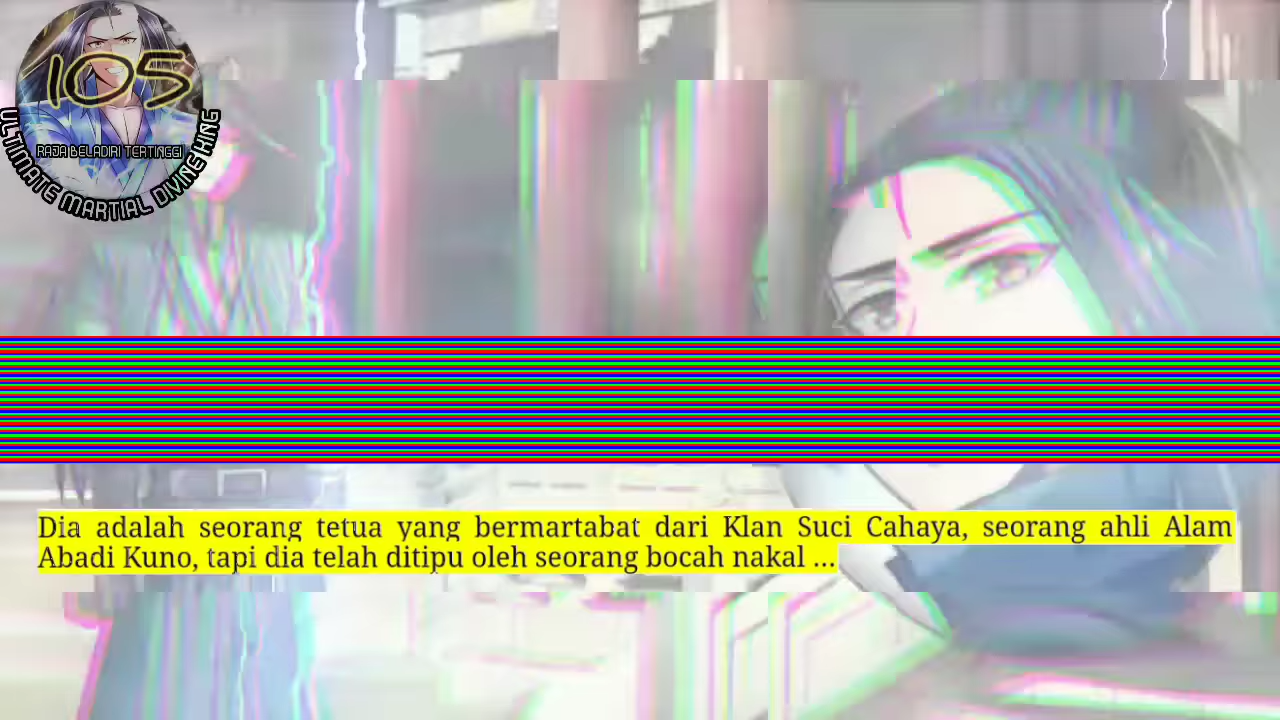 105
RAJA BELADIRI TERTINGGI
ULTIMATE MARTIAL DIVINE KING
Dia adalah seorang tetua yang bermartabat dari Klan Suci Cahaya, seorang ahli Alam
Abadi Kuno, tapi dia telah ditipu oleh seorang bocah nakal ...